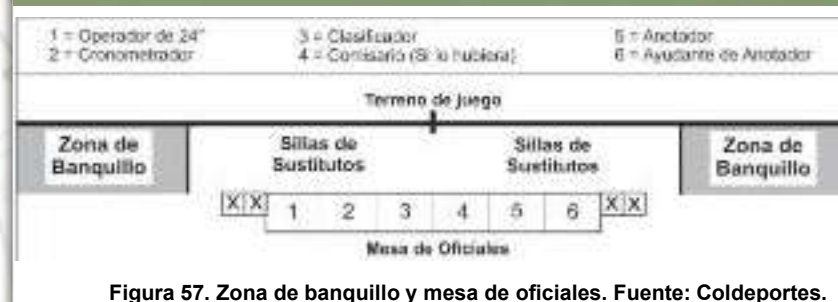 1 = Operador de 24"
3 = Clasificador
5 = Anotador
2 = Cronometrador
4 = Comisario (Si lo hubiera)
6 = Ayudante de Anotador
Terreno de juego
Zona de
Banquillo
Sillas de
Sustitutos
Sillas de
Sustitutos
Zona de
Banquillo
X X 1 2 3 4 5 6 X X
Mesa de Oficiales
Figura 57. Zona de banquillo y mesa de oficiales. Fuente: Coldeportes.